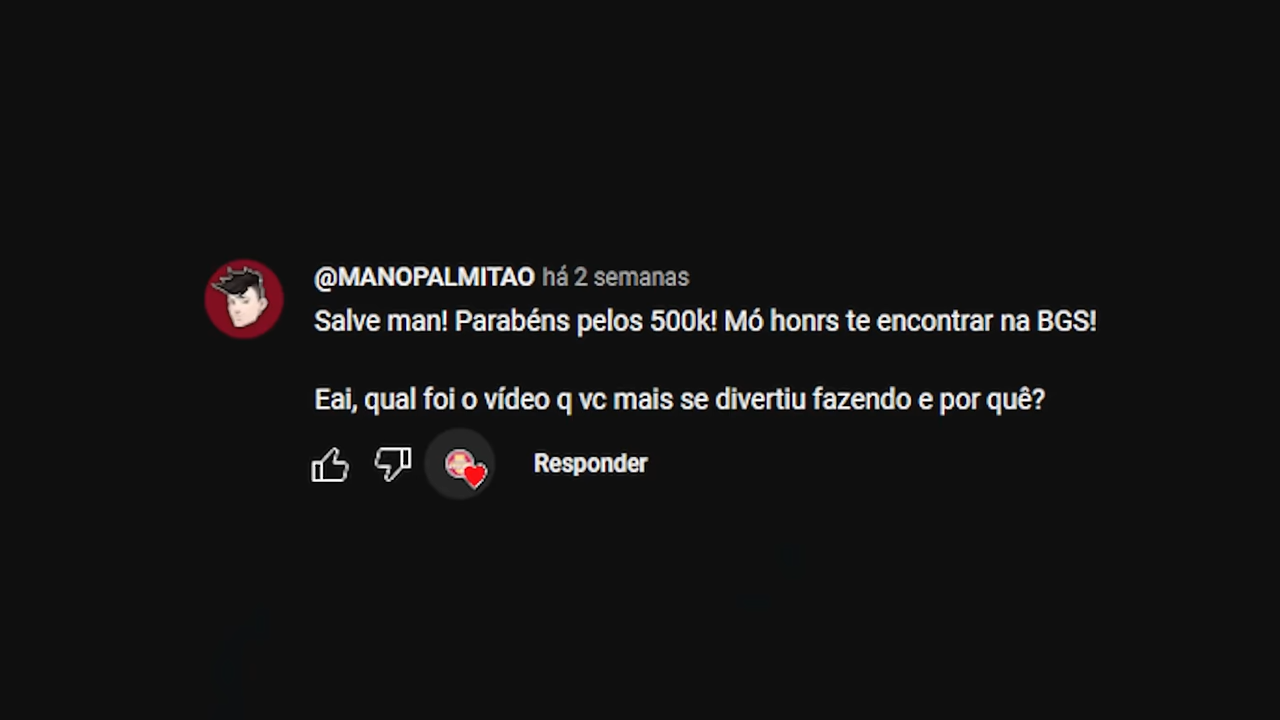 @MANOPALMITAO há 2 semanas
Salve man! Parabéns pelos 500k! Mó honrs te encontrar na BGS!
Eai, qual foi o vídeo q vc mais se divertiu fazendo e por quê?
Responder